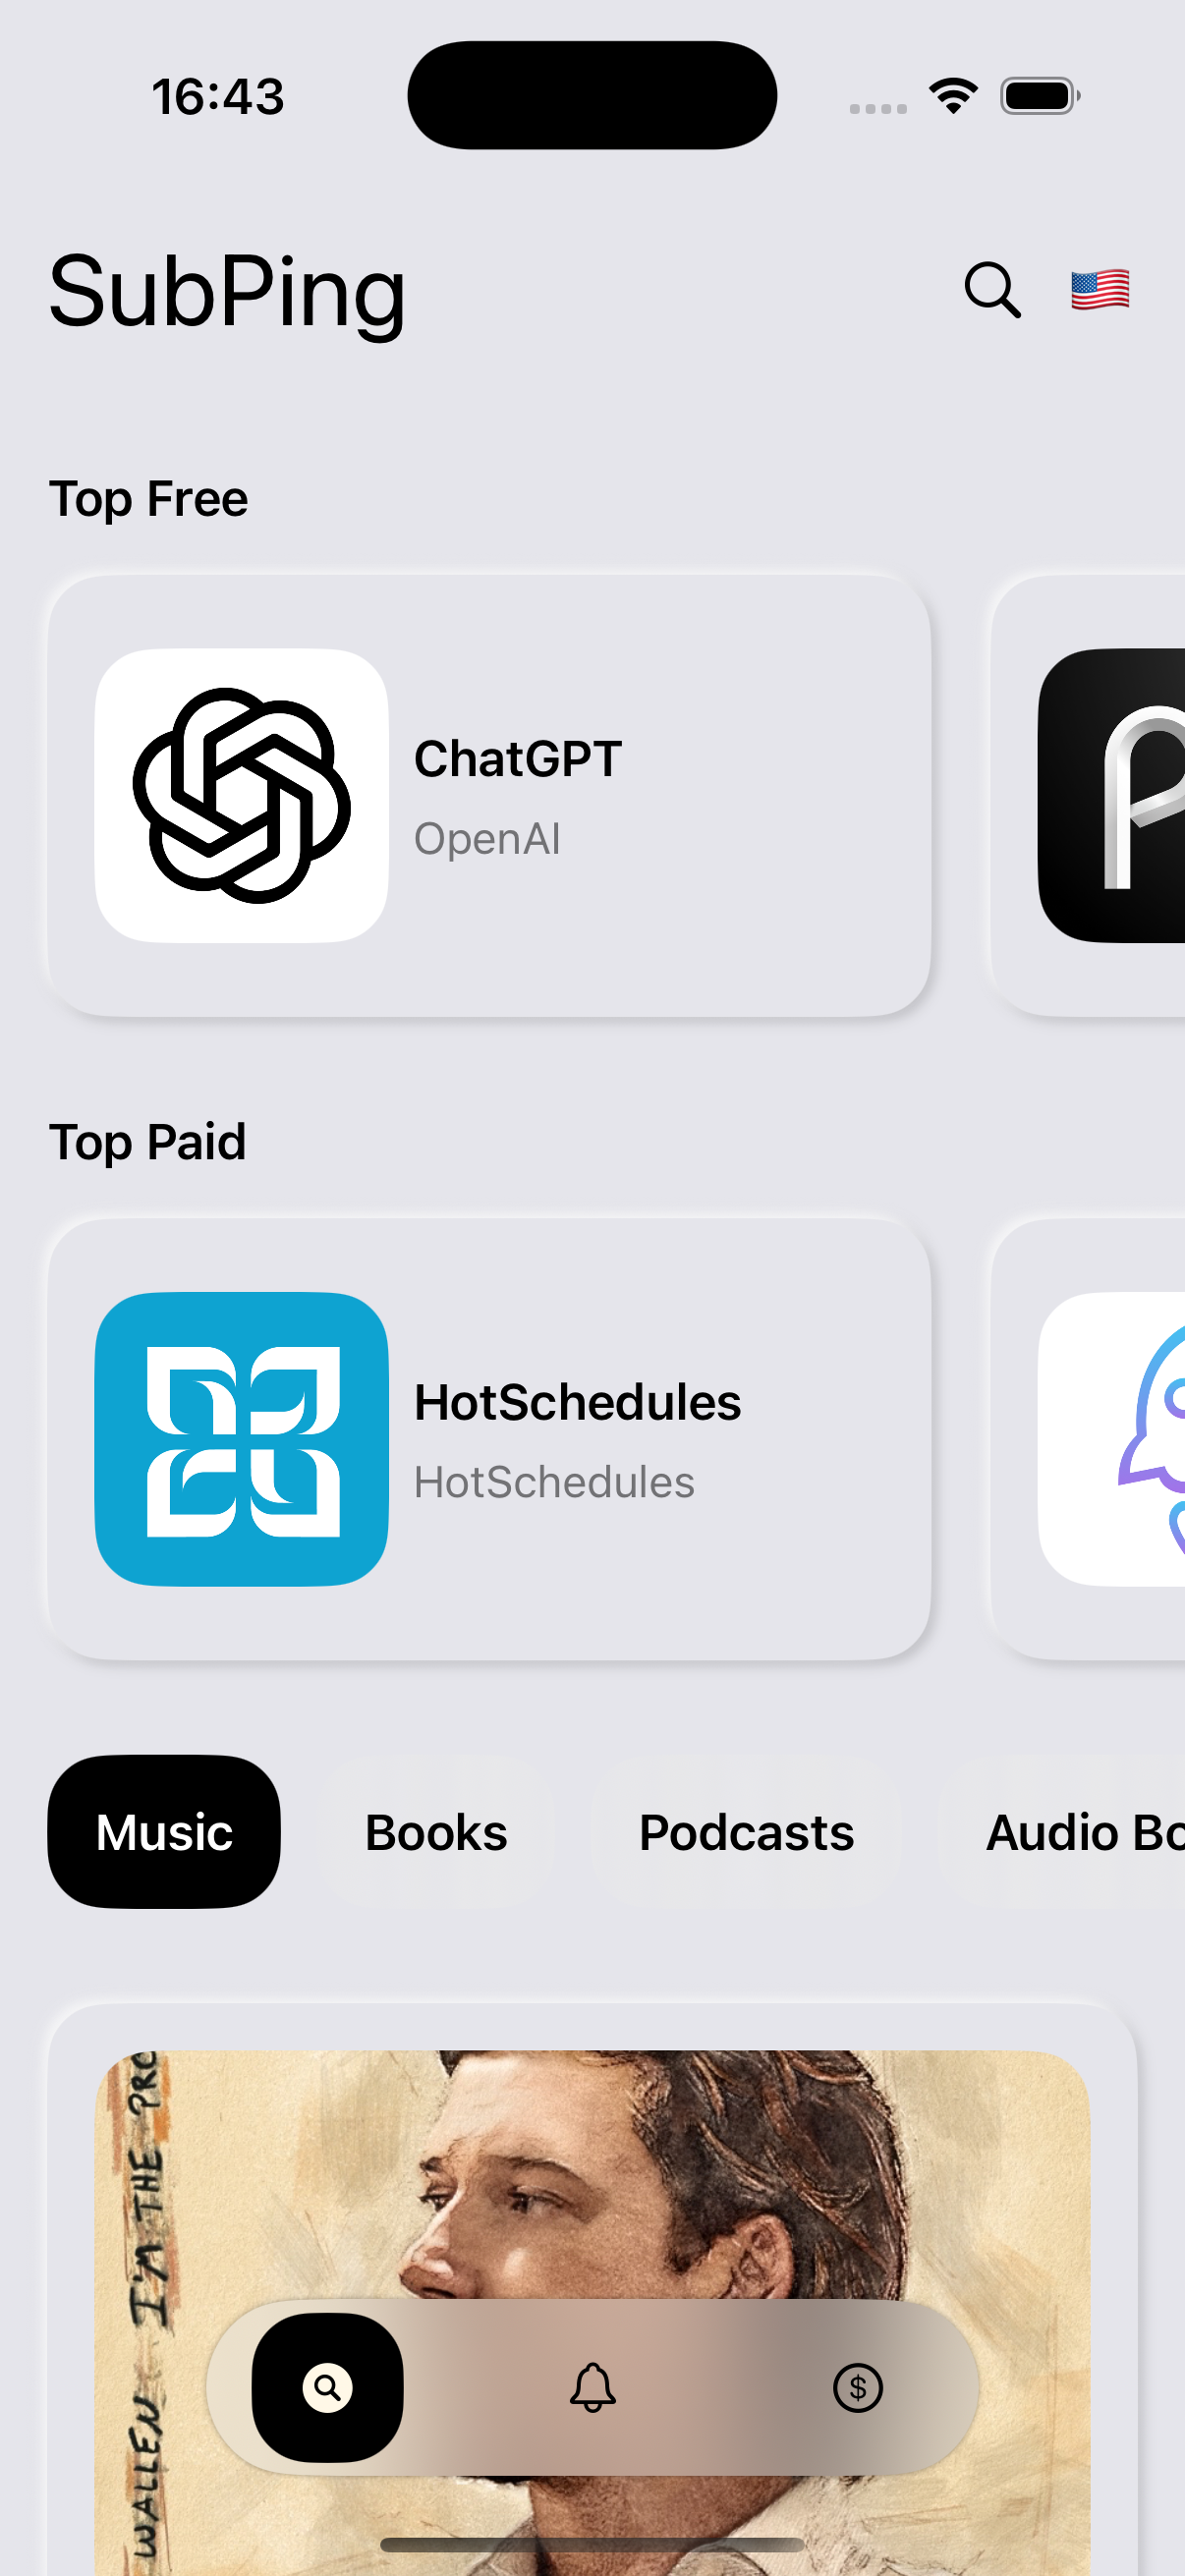 16:43
SubPing
Top Free
ChatGPT
OpenAI
Top Paid
HotSchedules
HotSchedules
Music
Books
Podcasts
Audio Bo
WALLEN I'M THE PRO
$